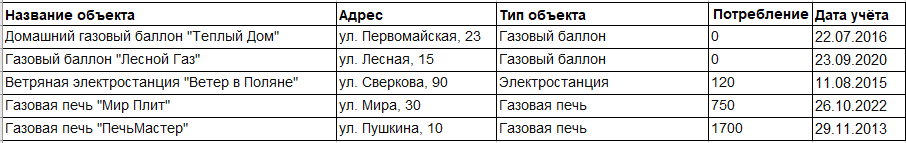 Название объекта Адрес Тип объекта Потребление Дата учёта
Домашний газовый баллон "Теплый Дом" ул. Первомайская, 23 Газовый баллон 0 22.07.2016
Газовый баллон "Лесной Газ" ул. Лесная, 15 Газовый баллон 0 23.09.2020
Ветряная электростанция "Ветер в Поляне" ул. Сверкова, 90 Электростанция 120 11.08.2015
Газовая печь "Мир Плит" ул. Мира, 30 Газовая печь 750 26.10.2022
Газовая печь "ПечьМастер" ул. Пушкина, 10 Газовая печь 1700 29.11.2013